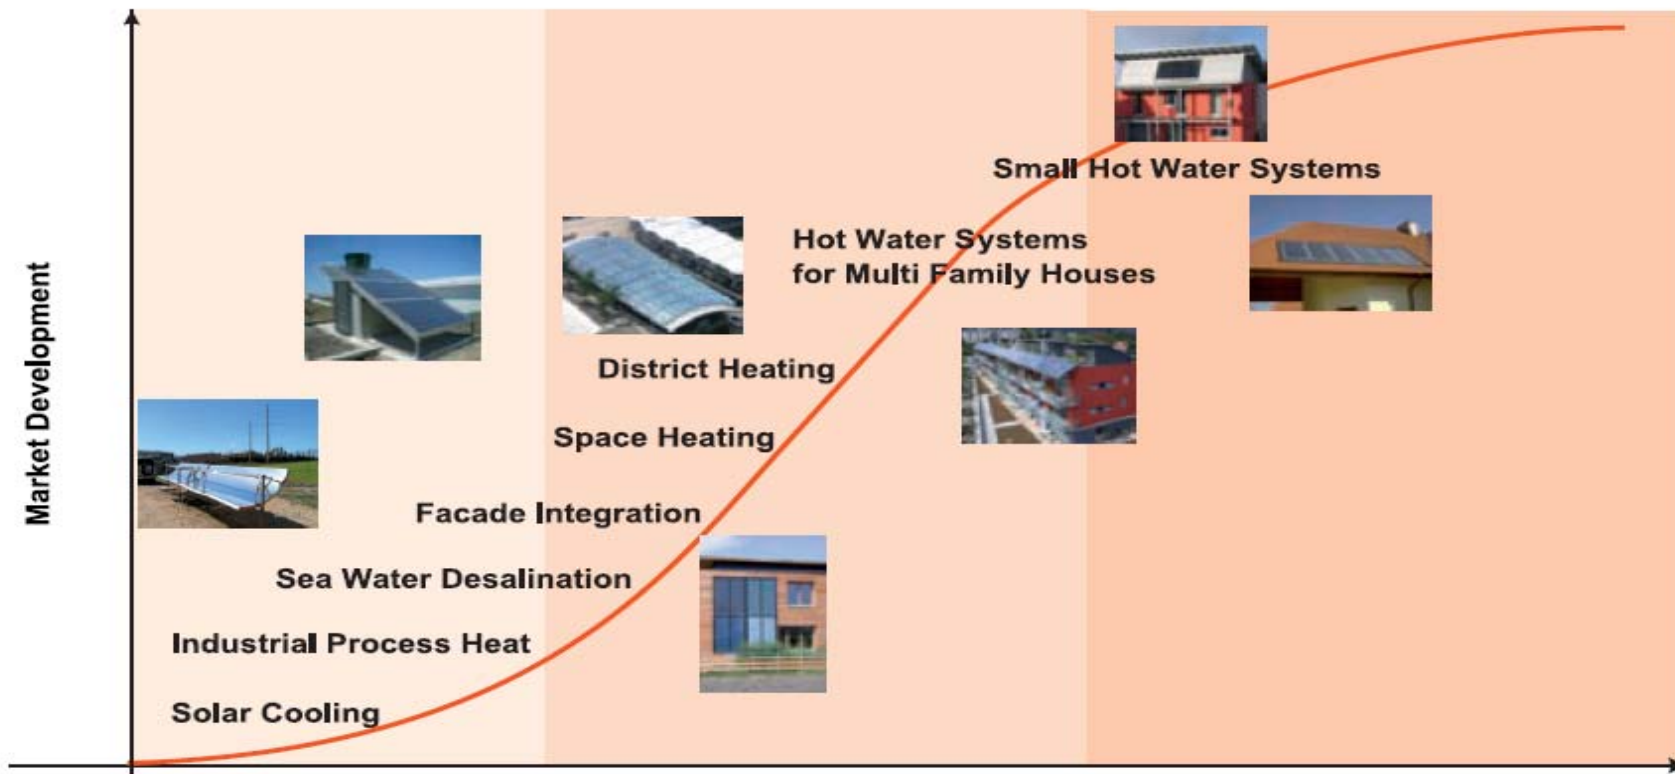 Market Development
Small Hot Water Systems
Hot Water Systems
for Multi Family Houses
District Heating
Space Heating
Facade Integration
Sea Water Desalination
Industrial Process Heat
Solar Cooling